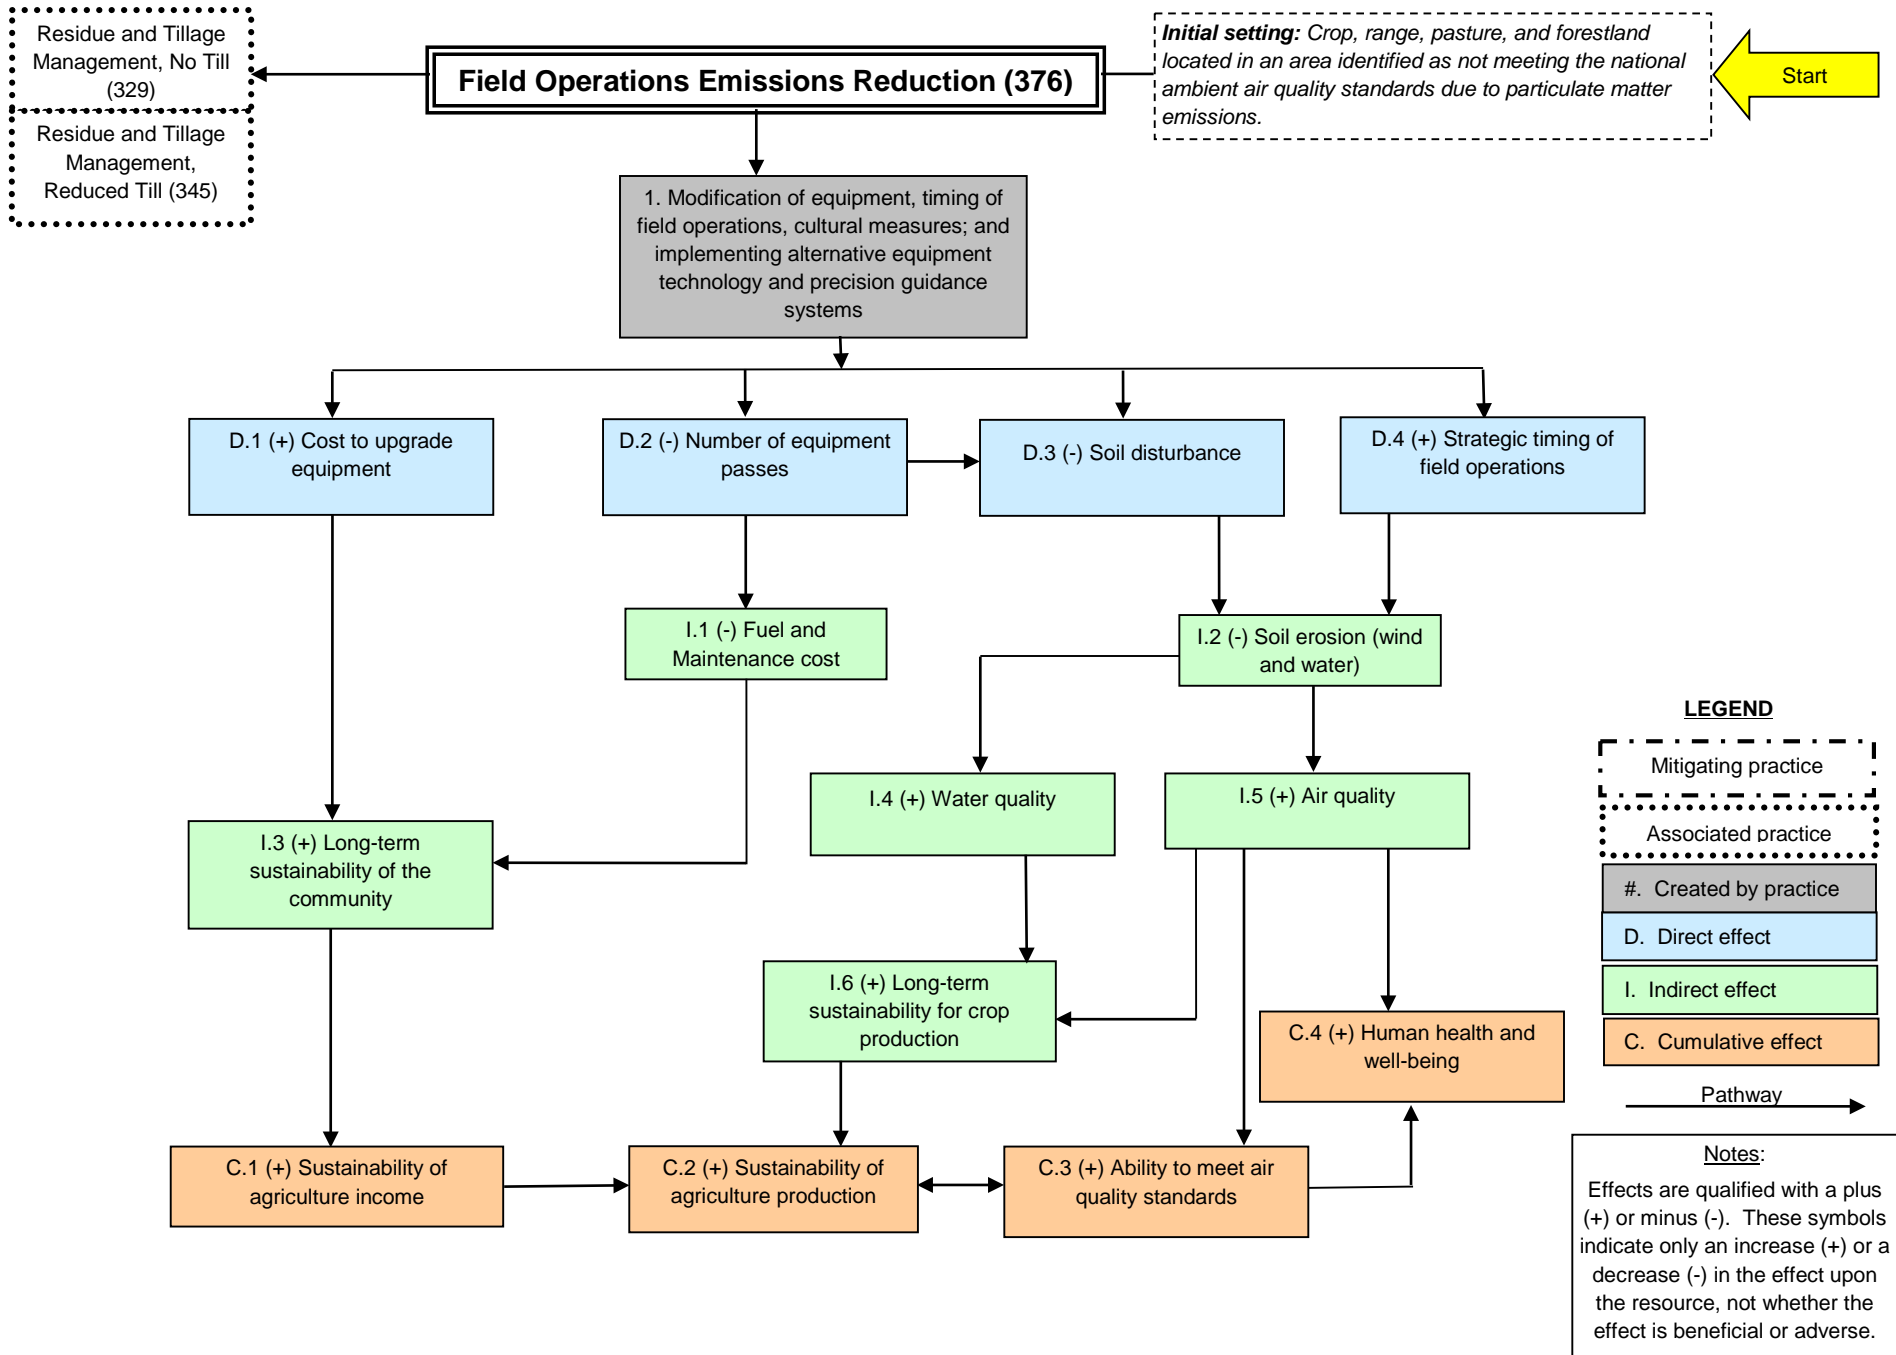 Residue and Tillage
Management, No Till
(329)
Residue and Tillage
Management,
Reduced Till (345)
Field Operations Emissions Reduction (376)
Initial setting: Crop, range, pasture, and forestland
located in an area identified as not meeting the national
ambient air quality standards due to particulate matter
emissions.
Start
1. Modification of equipment, timing of
field operations, cultural measures; and
implementing alternative equipment
technology and precision guidance
systems
D.1 (+) Cost to upgrade
equipment
D.2 (-) Number of equipment
passes
D.3 (-) Soil disturbance
D.4 (+) Strategic timing of
field operations
I.1 (-) Fuel and
Maintenance cost
I.2 (-) Soil erosion (wind
and water)
I.3 (+) Long-term
sustainability of the
community
I.4 (+) Water quality
I.5 (+) Air quality
I.6 (+) Long-term
sustainability for crop
production
C.4 (+) Human health and
well-being
C.1 (+) Sustainability of
agriculture income
C.2 (+) Sustainability of
agriculture production
C.3 (+) Ability to meet air
quality standards
LEGEND
Mitigating practice
Associated practice
#. Created by practice
D. Direct effect
I. Indirect effect
C. Cumulative effect
Pathway
Notes:
Effects are qualified with a plus
(+) or minus (-). These symbols
indicate only an increase (+) or a
decrease (-) in the effect upon
the resource, not whether the
effect is beneficial or adverse.